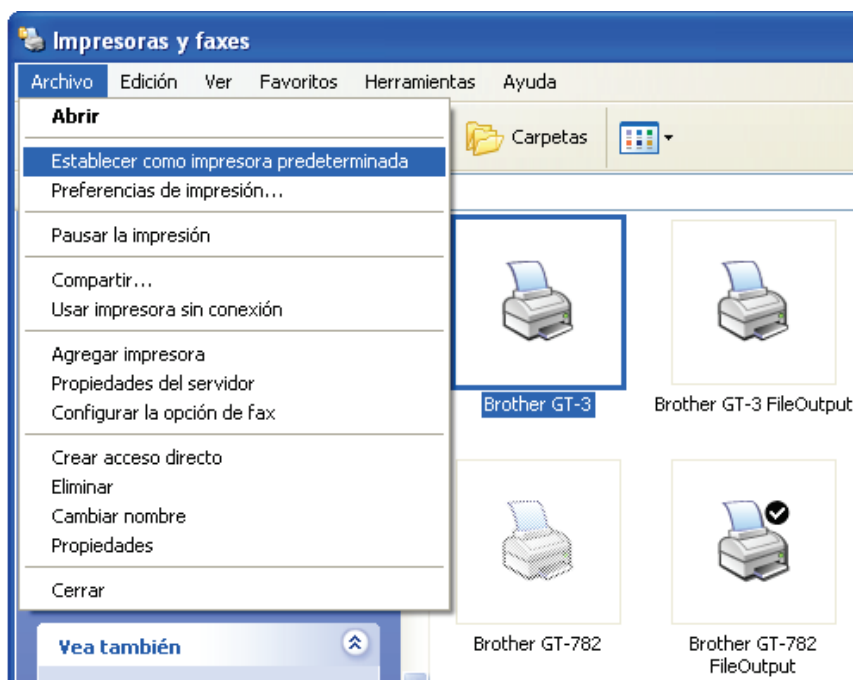 Impresoras y faxes
Archivo Edición Ver Favoritos Herramientas Ayuda
Abrir
Establecer como impresora predeterminada
Preferencias de impresión...
Pausar la impresión
Compartir...
Usar impresora sin conexión
Agregar impresora
Propiedades del servidor
Configurar la opción de fax
Crear acceso directo
Eliminar
Cambiar nombre
Propiedades
Cerrar
Vea también
Carpetas
Brother GT-3
Brother GT-3 FileOutput
Brother GT-782
Brother GT-782
FileOutput